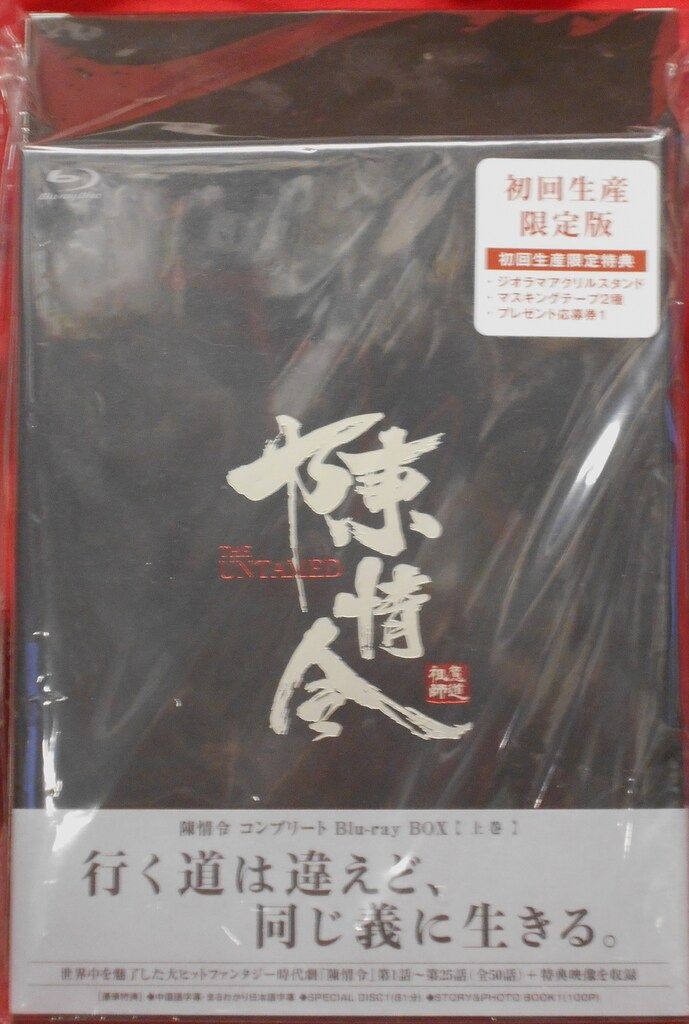 Blu-ray Disc
初回生産
限定版
初回生産限定特典
・ジオラマアクリルスタンド
・マスキングテープ2種
・プレゼント応募券1
陳情令
THE
UNTAMED
魔道
祖師
陳情令 コンプリート Blu-ray BOX【上巻】
行く道は違えど、
同じ義に生きる。
世界中を魅了した大ヒットファンタジー時代劇「陳情令」第1話〜第25話(全50話)+特典映像を収録
[豪華特典] ◆中国語字幕・まるわかり日本語字幕 ◆SPECIAL DISC1(81分) ◆STORY&PHOTO BOOK1(100P)